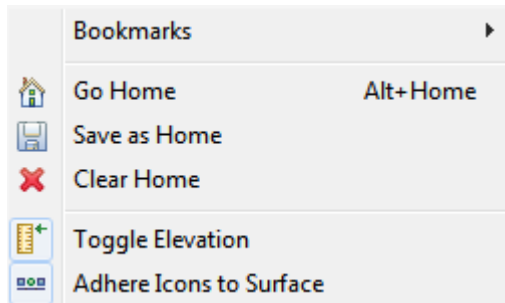 Bookmarks
Go Home Alt+Home
Save as Home
Clear Home
Toggle Elevation
Adhere Icons to Surface